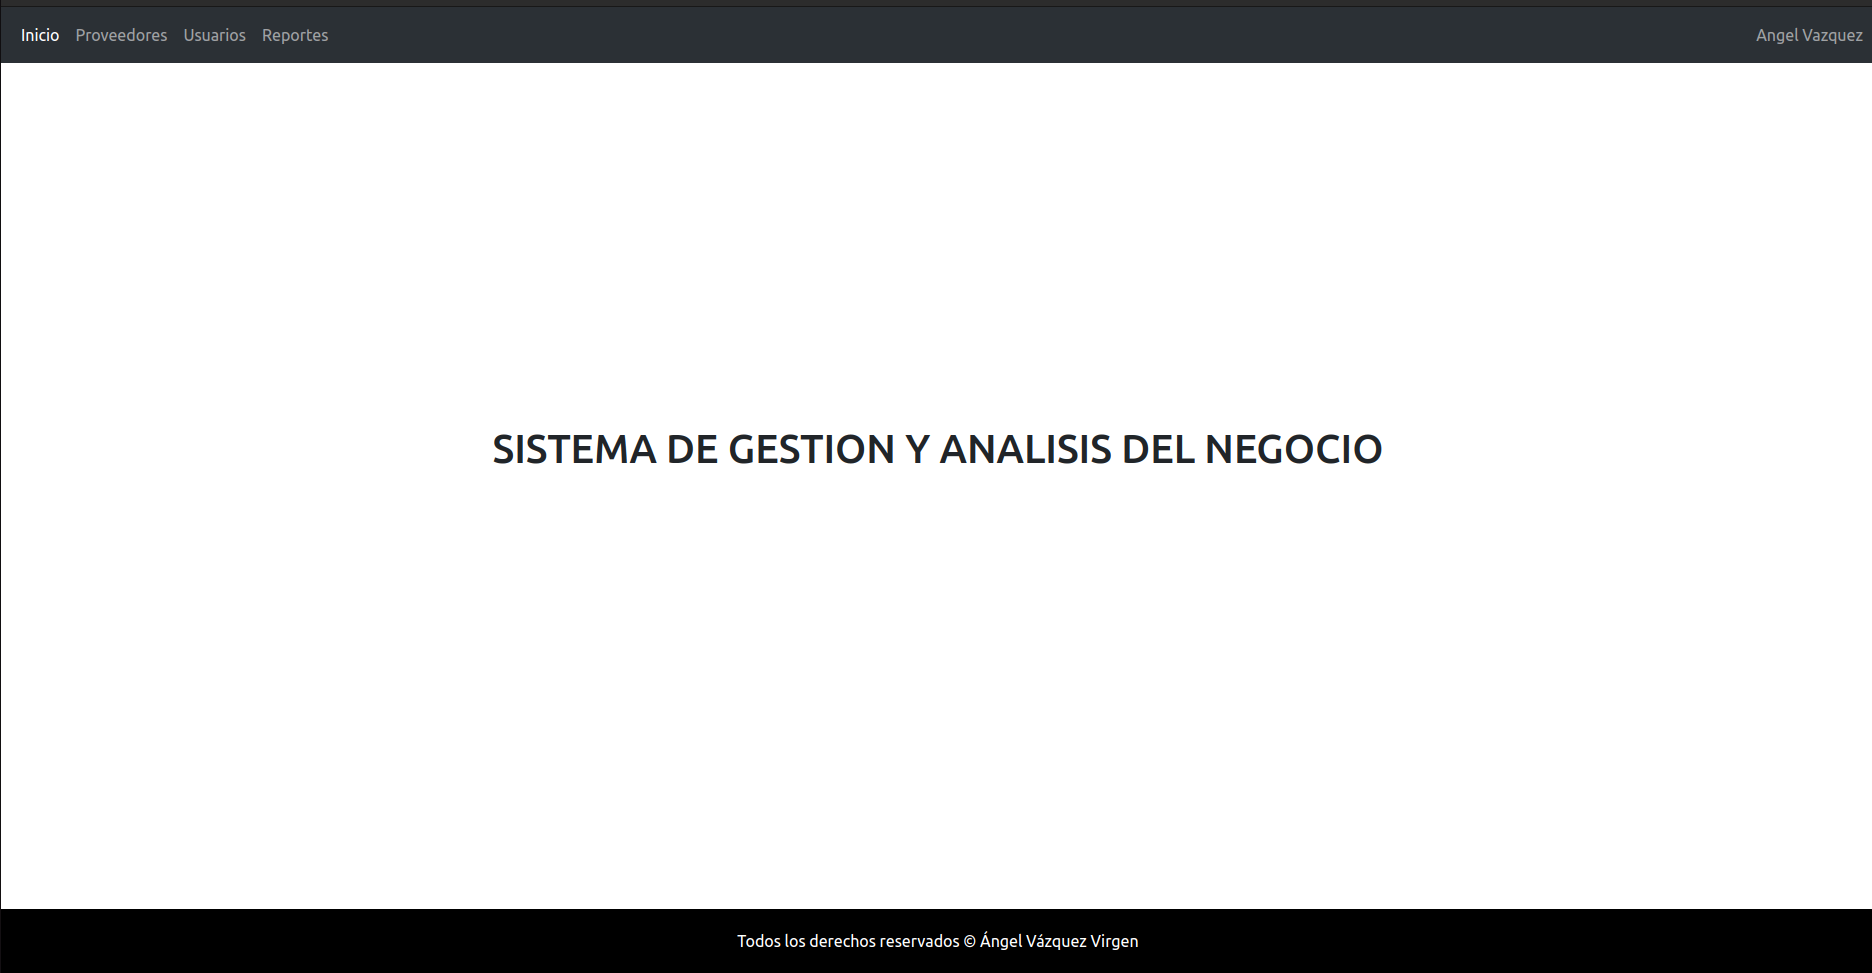 Inicio Proveedores Usuarios Reportes Angel Vazquez
SISTEMA DE GESTION Y ANALISIS DEL NEGOCIO
Todos los derechos reservados © Ángel Vázquez Virgen